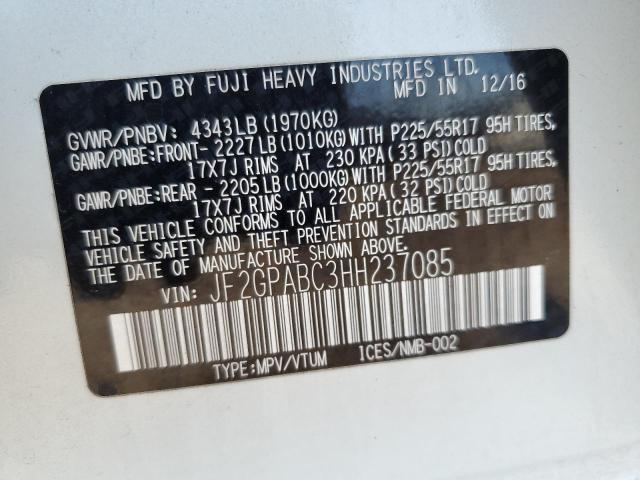 MFD BY FUJI HEAVY INDUSTRIES LTD.
MFD IN 12/16
GVWR/PNBV: 4343LB(1970KG)
GAWR/PNBE:FRONT- 2227LB(1010KG)WITH P225/55R17 95H TIRES,
17X7J RIMS AT 230 KPA(33 PSI)COLD
GAWR/PNBE:REAR - 2205LB(1000KG)WITH P225/55R17 95H TIRES,
17X7J RIMS AT 220 KPA(32 PSI)COLD
THIS VEHICLE CONFORMS TO ALL APPLICABLE FEDERAL MOTOR
VEHICLE SAFETY AND THEFT PREVENTION STANDARDS IN EFFECT ON
THE DATE OF MANUFACTURE SHOWN ABOVE.
VIN: JF2GPABC3HH237085
TYPE:MPV/VTUM ICES/NMB-002